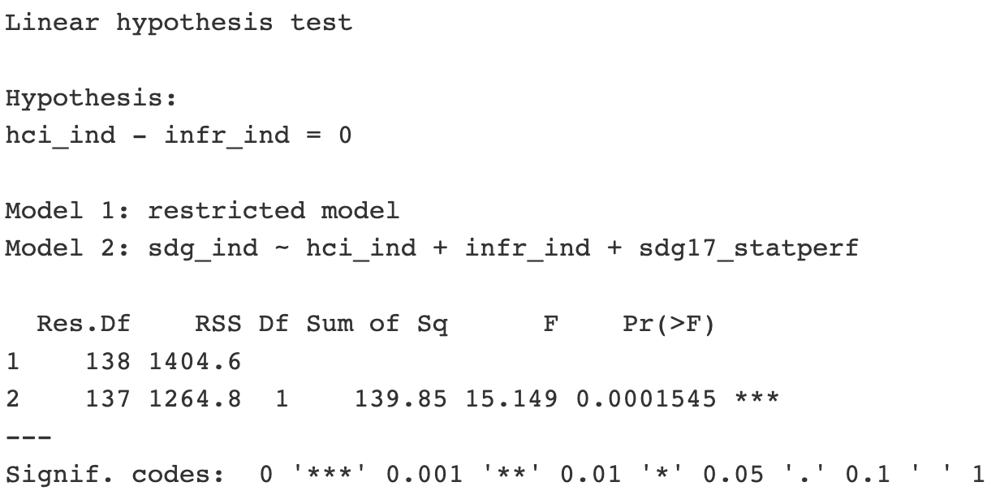 Linear hypothesis test
Hypothesis:
hci_ind - infr_ind = 0
Model 1: restricted model
Model 2: sdg_ind ~ hci_ind + infr_ind + sdg17_statperf
  Res.Df    RSS Df Sum of Sq      F    Pr(>F)
1    138 1404.6
2    137 1264.8  1    139.85 15.149 0.0001545 ***
---
Signif. codes:  0 '***' 0.001 '**' 0.01 '*' 0.05 '.' 0.1 ' ' 1